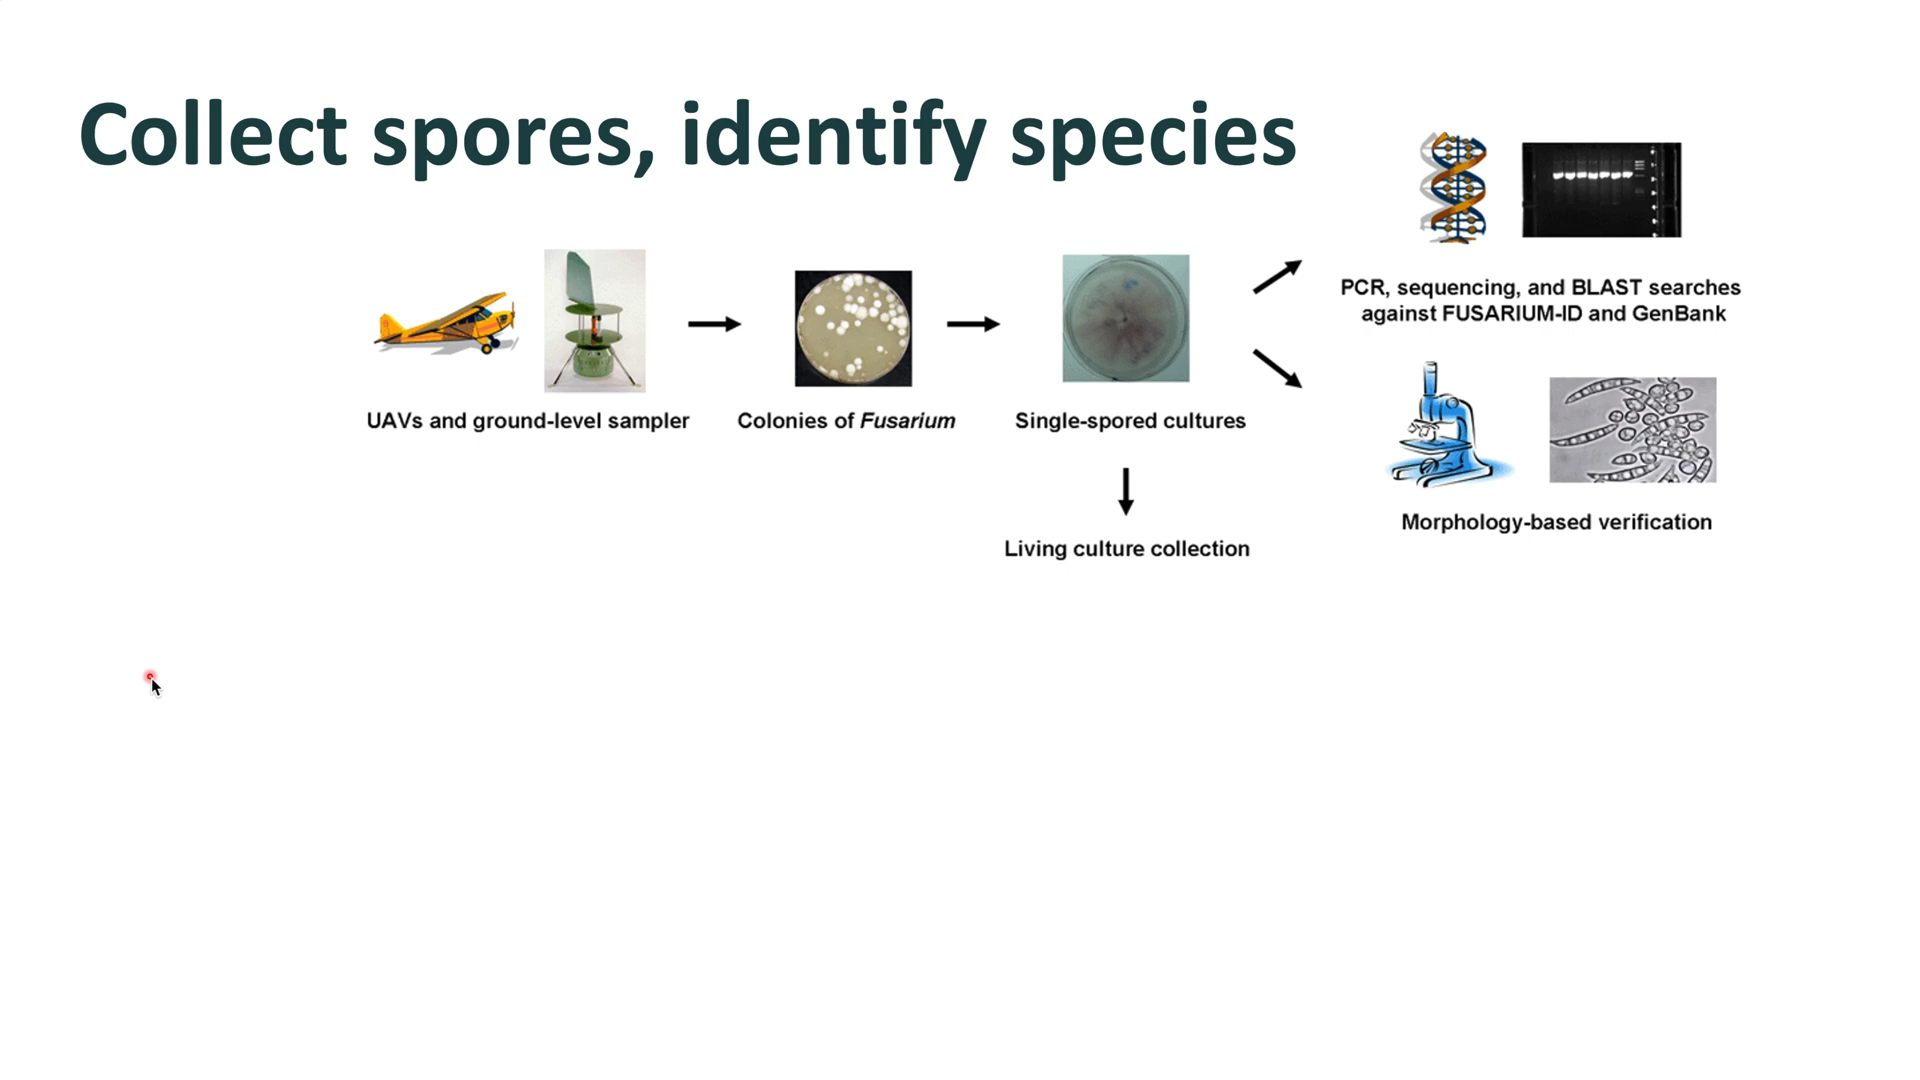 Collect spores, identify species
UAVs and ground-level sampler
Colonies of Fusarium
Single-spored cultures
PCR, sequencing, and BLAST searches
against FUSARIUM-ID and GenBank
Morphology-based verification
Living culture collection